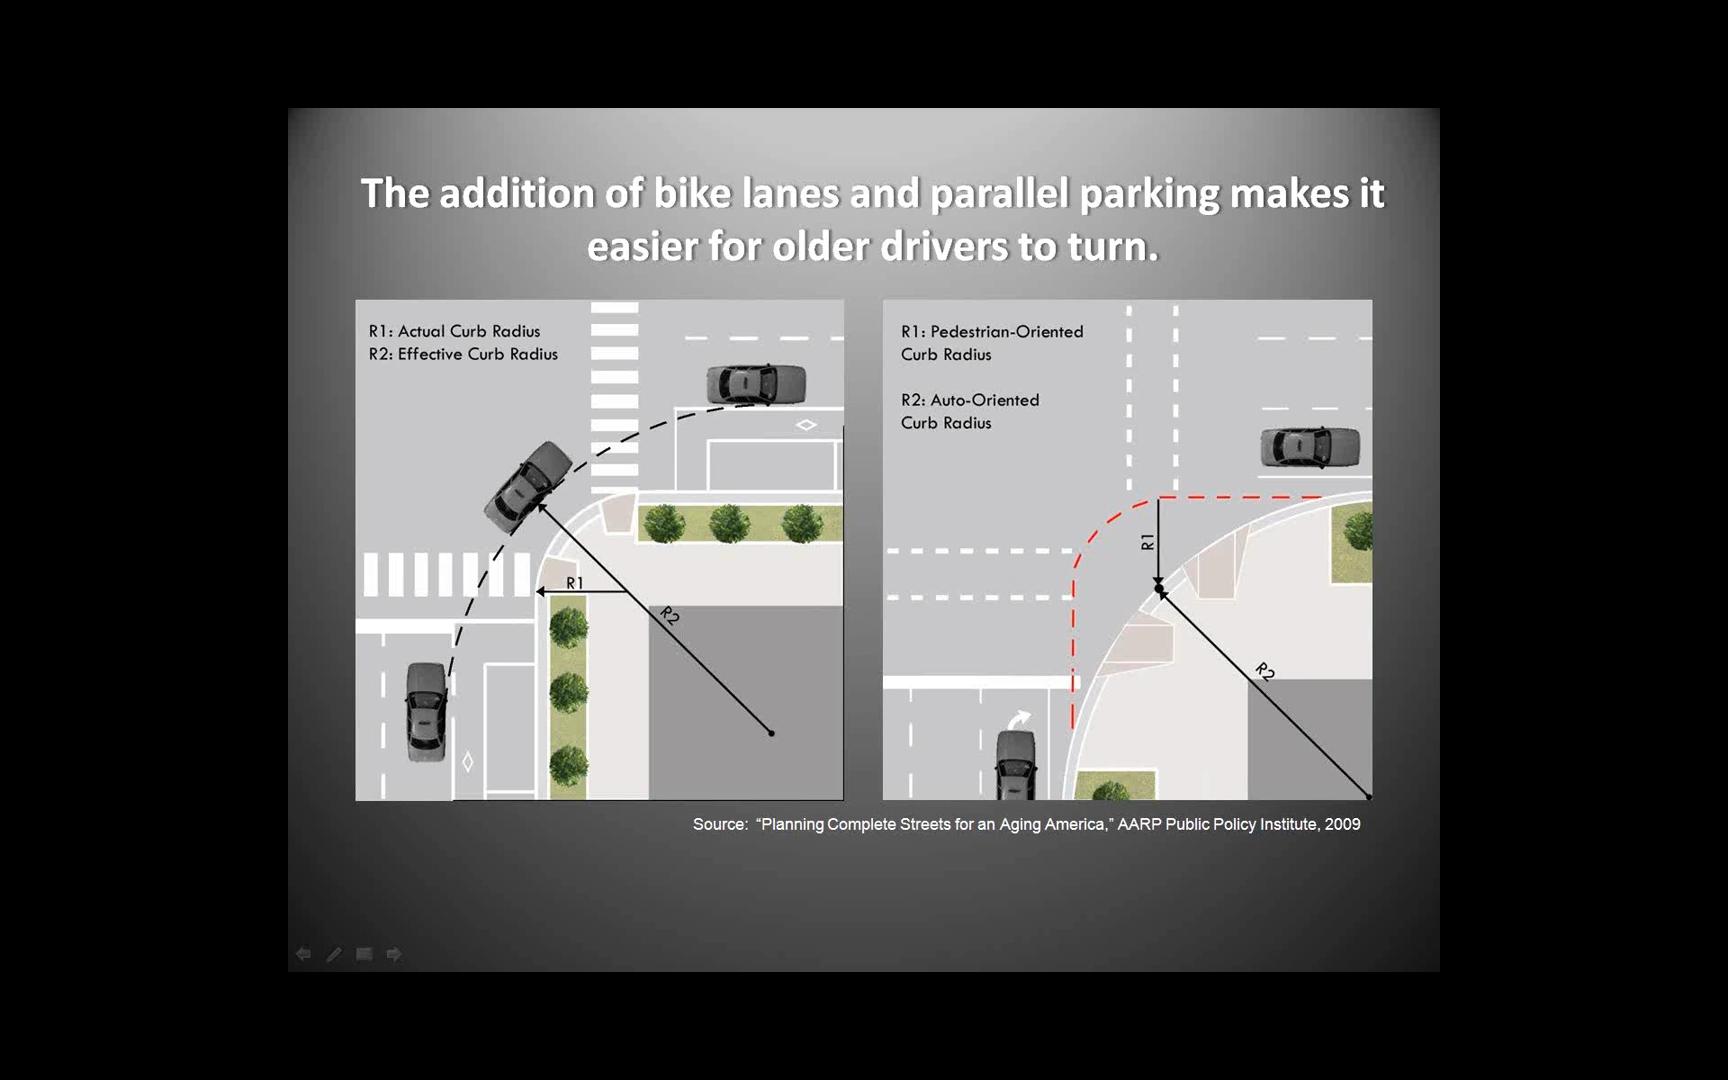 The addition of bike lanes and parallel parking makes it
easier for older drivers to turn.
R1: Actual Curb Radius
R2: Effective Curb Radius
R1
R2
R1: Pedestrian-Oriented
Curb Radius
R2: Auto-Oriented
Curb Radius
R1
R2
Source: “Planning Complete Streets for an Aging America,” AARP Public Policy Institute, 2009